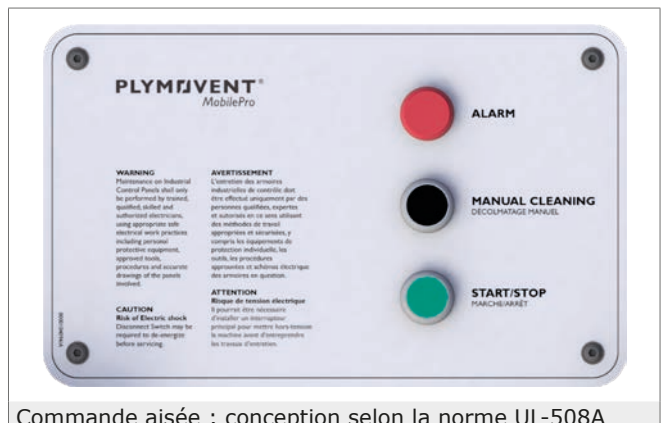 PLYMOVENT®
MobilePro
WARNING
Maintenance on Industrial
Control Panels shall only
be performed by trained,
qualified, skilled and
authorized electricians,
using appropriate safe
electrical work practices
including personal
protective equipment,
approved tools,
procedures and accurate
drawings of the panels
involved.
CAUTION
Risk of Electric shock
Disconnect Switch may be
required to de-energize
before servicing.
AVERTISSEMENT
L'entretien des armoires
industrielles de contrôle doit
être effectué uniquement par des
personnes qualifiées, expertes
et autorisés en ce sens utilisant
des méthodes de travail
appropriées et sécurisées, y
compris les équipements de
protection individuelle, les
outils, les procédures
approuvées et schémas électrique
des armoires en question.
ATTENTION
Risque de tension électrique
Il pourrait être nécessaire
d'installer un interrupteur
principal pour mettre hors-tension
la machine avant d'entreprendre
les travaux d'entretien.
ALARM
MANUAL CLEANING
DÉCOLMATAGE MANUEL
START/STOP
MARCHE/ARRÊT
Commande aisée : conception selon la norme UL-508A